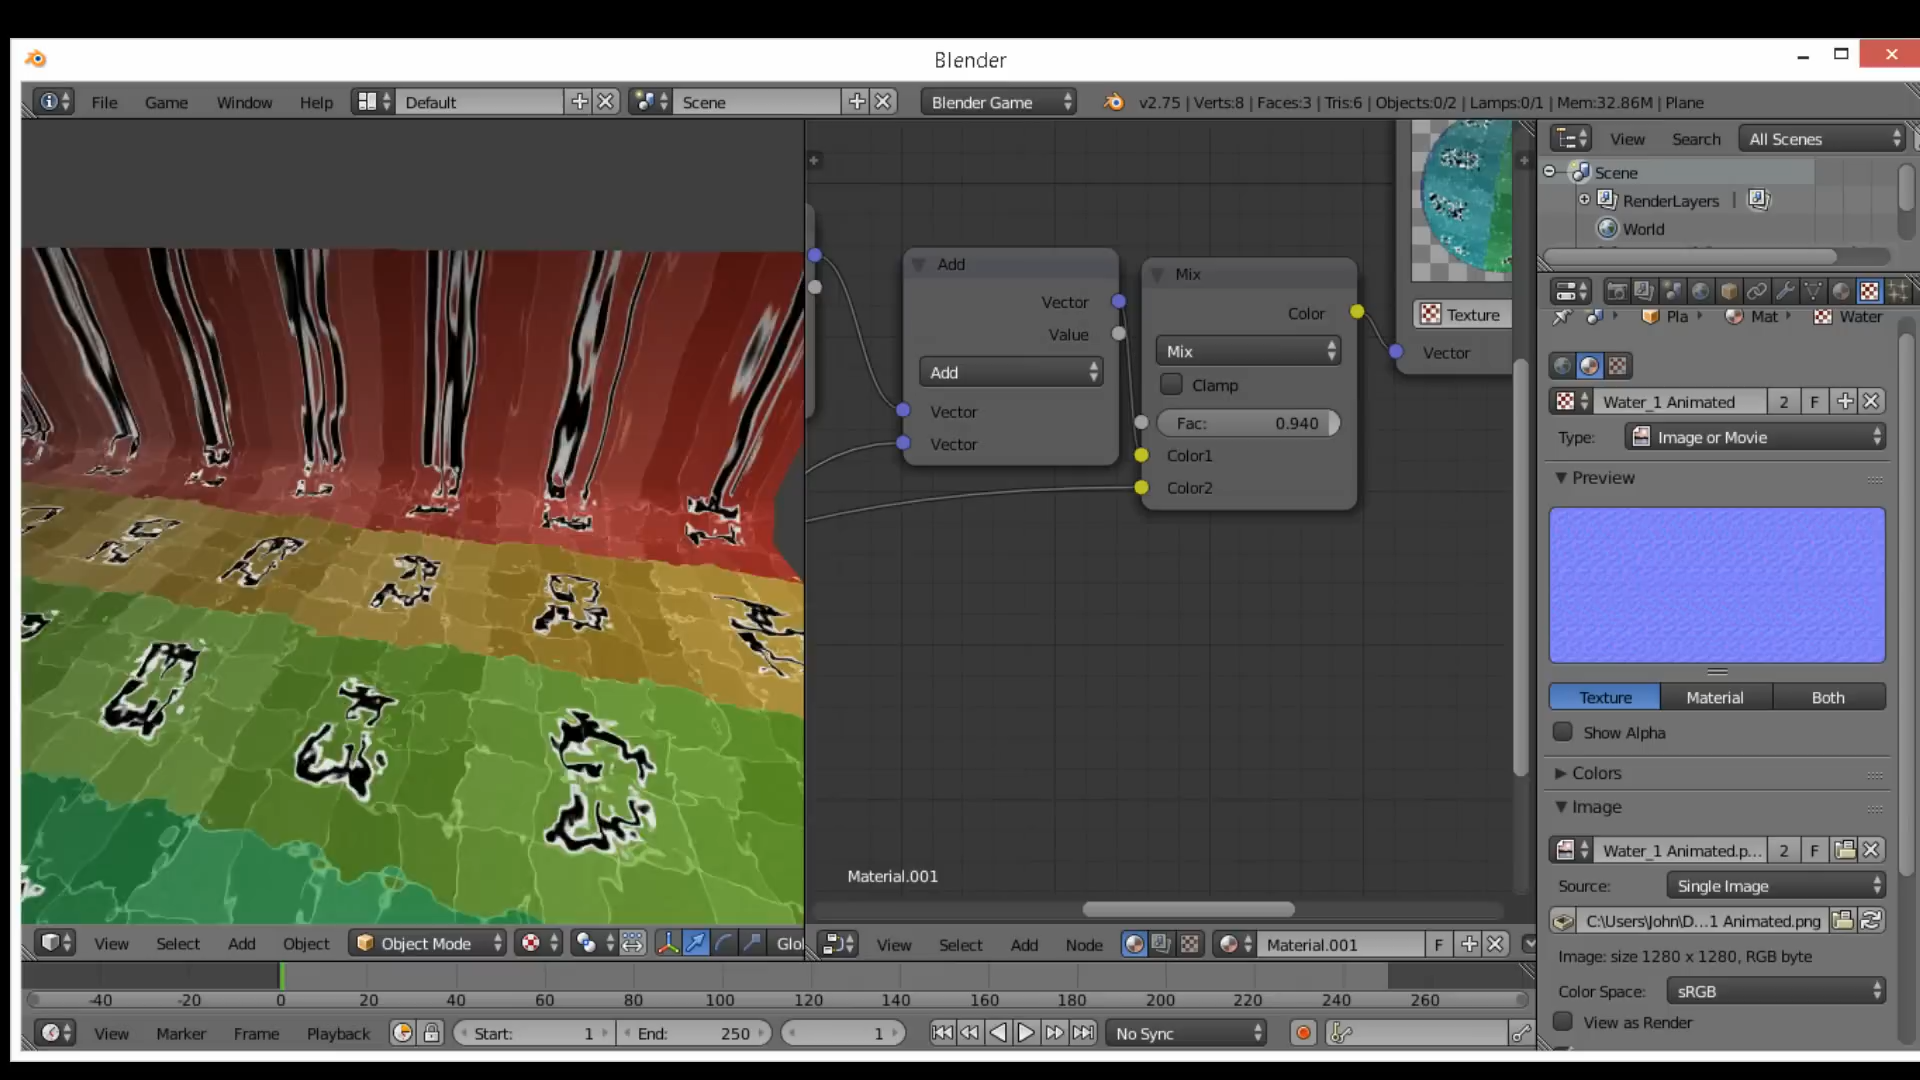 Blender
File Game Window Help Default Scene Blender Game v2.75 | Verts:8 | Faces:3 | Tris:6 | Objects:0/2 | Lamps:0/1 | Mem:32.86M | Plane
View Search All Scenes
Scene
RenderLayers |
World
Add
Vector
Value
Add
Vector
Vector
Mix
Color
Mix
Clamp
Fac: 0.940
Color1
Color2
Texture
Vector
Material.001
Pla Mat Water
Water_1 Animated 2 F
Type: Image or Movie
Preview
Texture Material Both
Show Alpha
Colors
Image
Water_1 Animated.p... 2 F
Source: Single Image
C:\Users\John\D...1 Animated.png
Image: size 1280 x 1280, RGB byte
Color Space: sRGB
View as Render
View Select Add Object Object Mode Glo
View Select Add Node Material.001 F
-40 -20 0 20 40 60 80 100 120 140 160 180 200 220 240 260
View Marker Frame Playback Start: 1 End: 250 1 No Sync